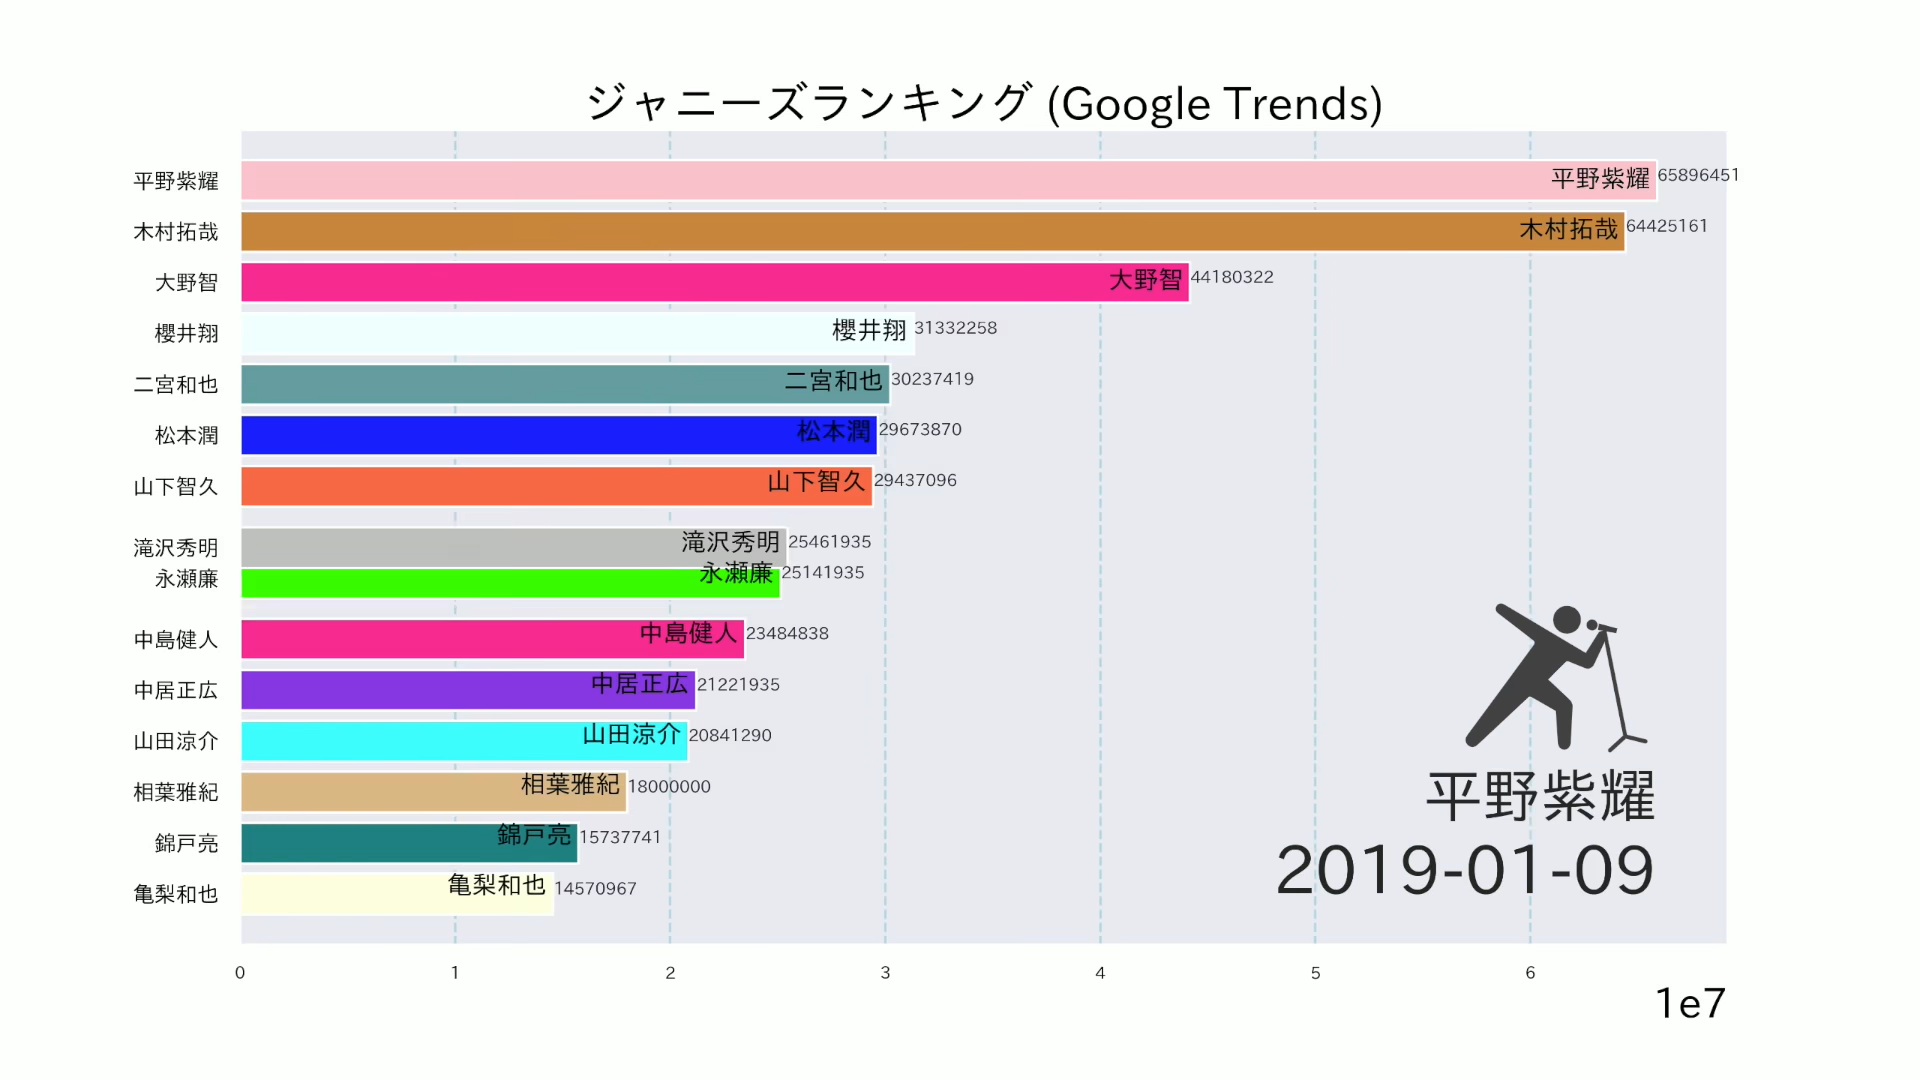 ジャニーズランキング (Google Trends)
平野紫耀 平野紫耀 65896451
木村拓哉 木村拓哉 64425161
大野智 大野智 44180322
櫻井翔 櫻井翔 31332258
二宮和也 二宮和也 30237419
松本潤 松本潤 29673870
山下智久 山下智久 29437096
滝沢秀明 滝沢秀明 25461935
永瀬廉 永瀬廉 25141935
中島健人 中島健人 23484838
中居正広 中居正広 21221935
山田涼介 山田涼介 20841290
相葉雅紀 相葉雅紀 18000000
錦戸亮 錦戸亮 15737741
亀梨和也 亀梨和也 14570967
平野紫耀
2019-01-09
0 1 2 3 4 5 6
1e7